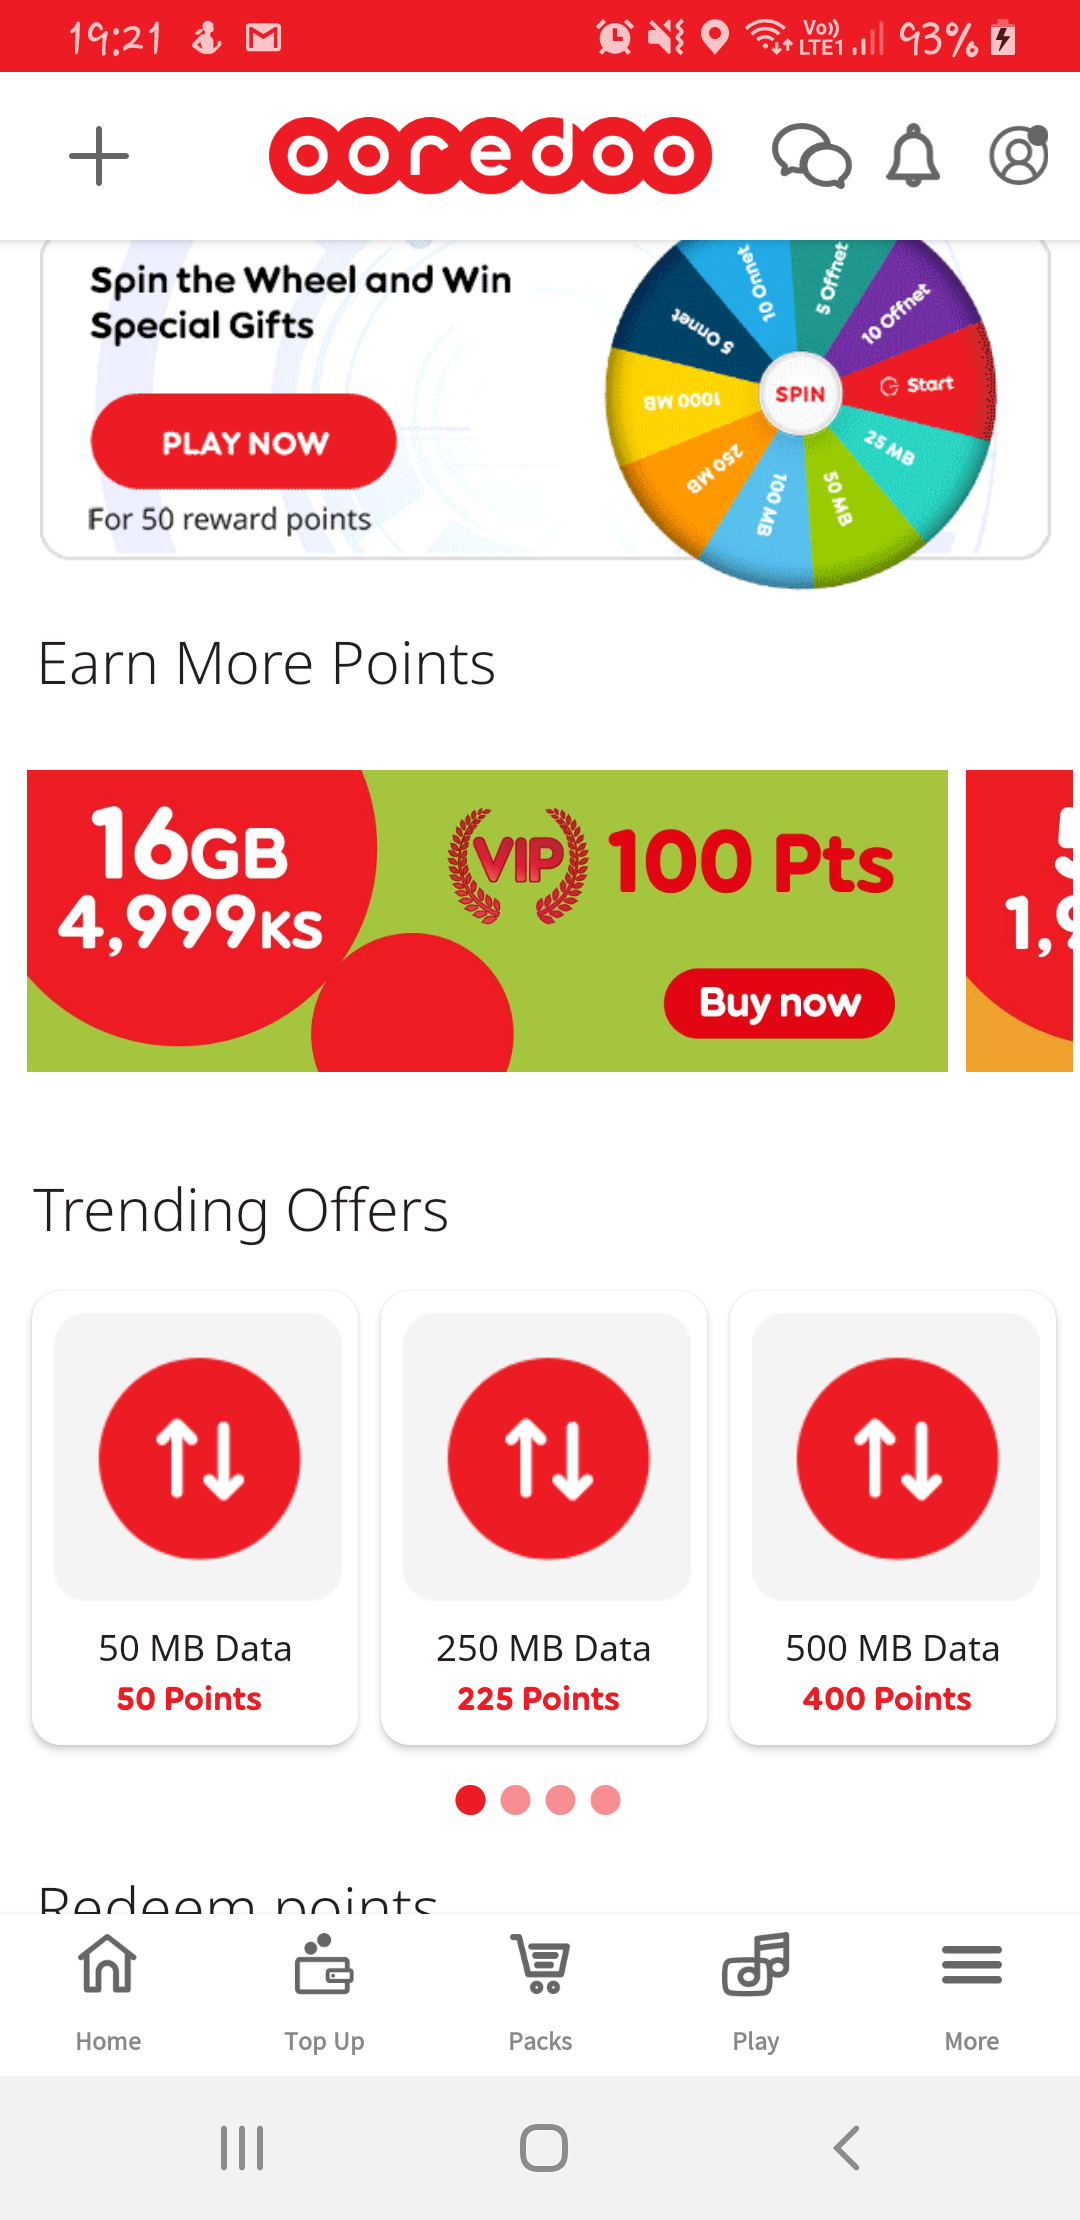 19:21
Vo))
LTE1
93%
ooredoo
Spin the Wheel and Win
Special Gifts
PLAY NOW
For 50 reward points
5 Onnet
10 Onnet
5 Offnet
10 Offnet
1000 MB
SPIN
Start
250 MB
25 MB
100 MB
50 MB
Earn More Points
16GB
4,999KS
VIP
100 Pts
Buy now
5
1,9
Trending Offers
50 MB Data
50 Points
250 MB Data
225 Points
500 MB Data
400 Points
Redeem points
Home
Top Up
Packs
Play
More